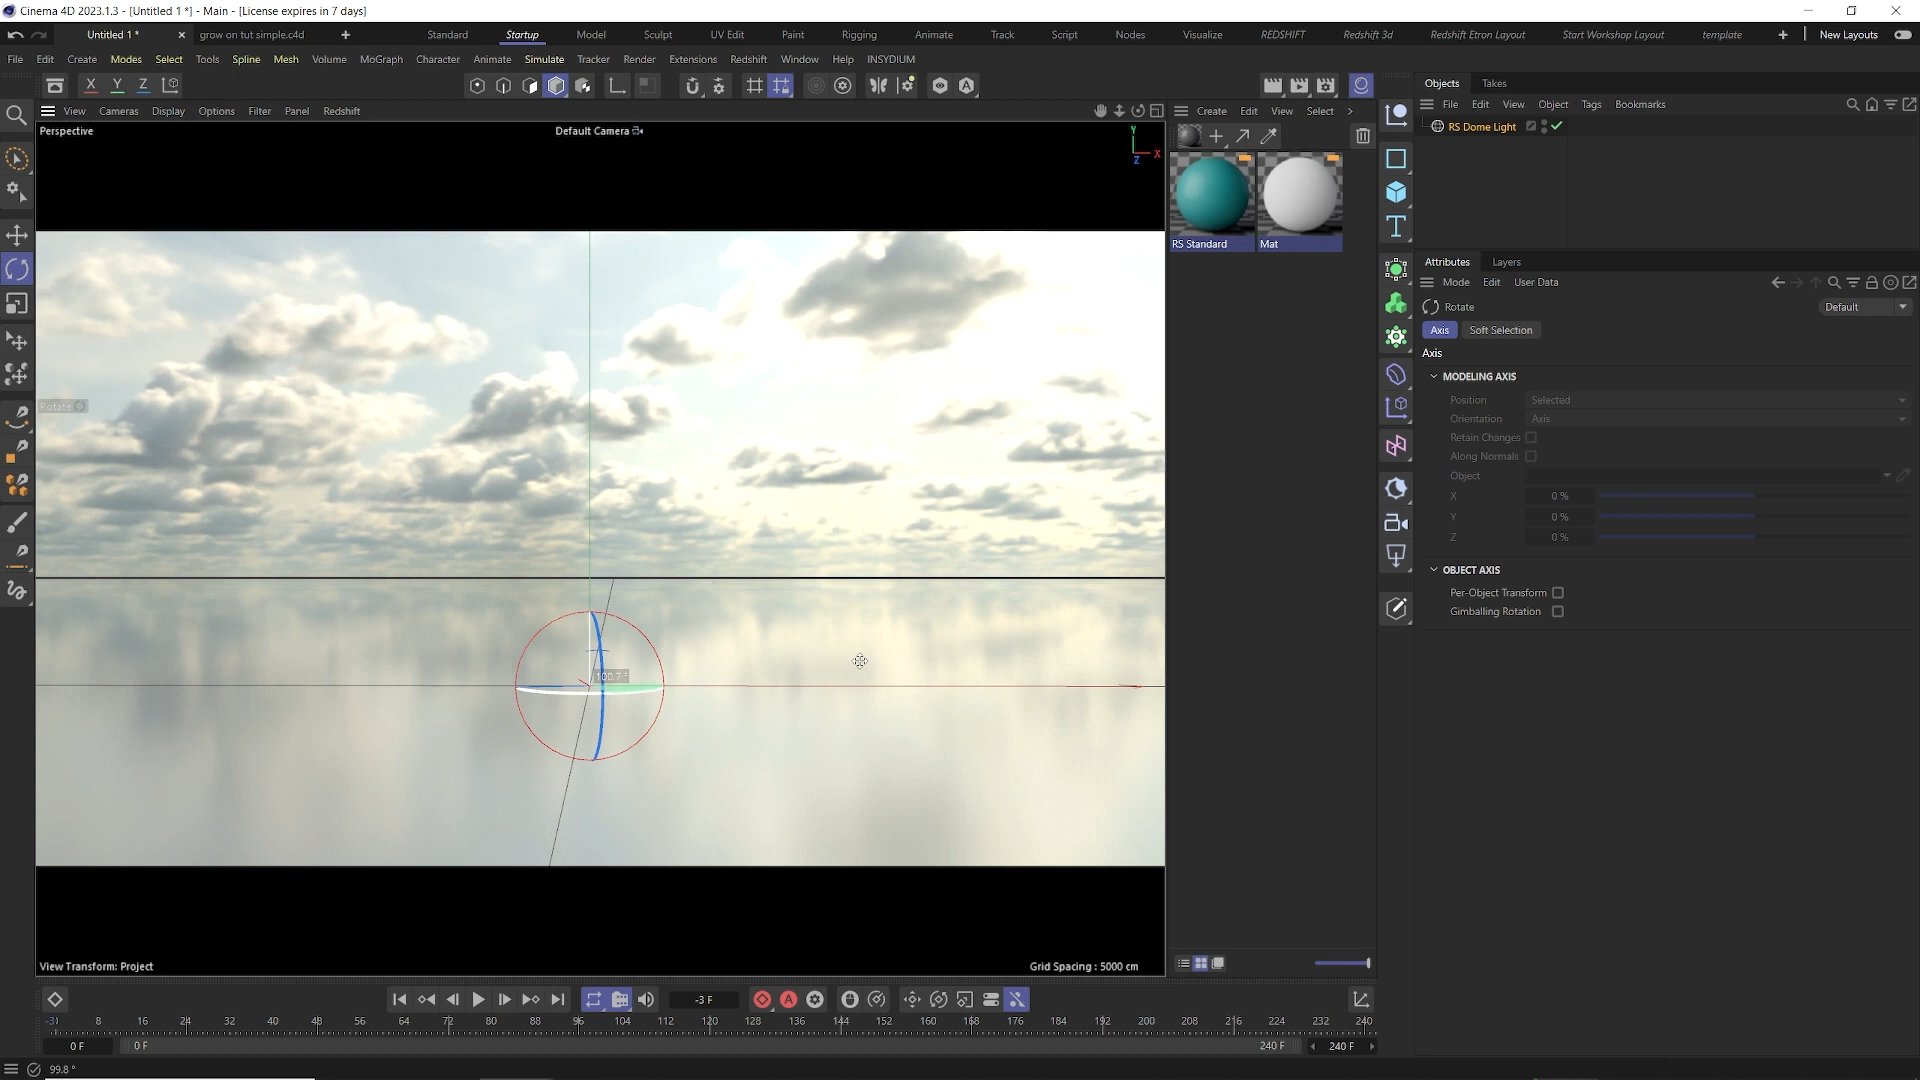 Cinema 4D 2023.1.3 - [Untitled 1 *] - Main - [License expires in 7 days]
Untitled 1 *
grow on tut simple.c4d
Standard
Startup
Model
Sculpt
UV Edit
Paint
Rigging
Animate
Track
Script
Nodes
Visualize
REDSHIFT
Redshift 3d
Redshift Etron Layout
Start Workshop Layout
template
New Layouts
File Edit Create Modes Select Tools Spline Mesh Volume MoGraph Character Animate Simulate Tracker Render Extensions Redshift Window Help INSYDIUM
X Y Z
Objects Takes
View Cameras Display Options Filter Panel Redshift
Create Edit View Select
File Edit View Object Tags Bookmarks
Perspective
Default Camera
Y
X
Z
RS Dome Light
RS Standard
Mat
Attributes Layers
Mode Edit User Data
Rotate
Default
Axis
Soft Selection
Axis
MODELING AXIS
Position Selected
Orientation Axis
Retain Changes
Along Normals
Object
X 0 %
Y 0 %
Z 0 %
OBJECT AXIS
Per-Object Transform
Gimballing Rotation
Rotate
100.7 °
View Transform: Project
Grid Spacing : 5000 cm
-3 F
8 16 24 32 40 48 56 64 72 80 88 96 104 112 120 128 136 144 152 160 168 176 184 192 200 208 216 224 232 240
0 F
0 F
240 F
240 F
99.8 °